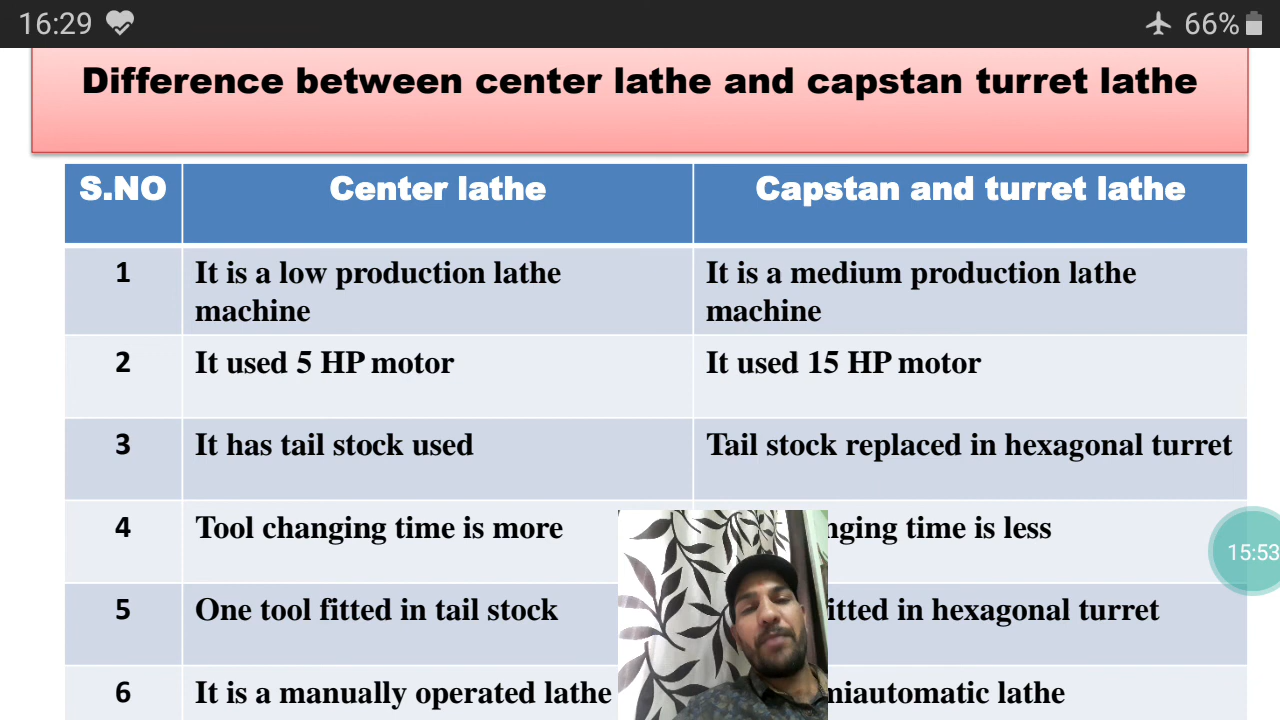 16:29
66%
Difference between center lathe and capstan turret lathe
S.NO
Center lathe
Capstan and turret lathe
1
It is a low production lathe
machine
It is a medium production lathe
machine
2
It used 5 HP motor
It used 15 HP motor
3
It has tail stock used
Tail stock replaced in hexagonal turret
4
Tool changing time is more
time is less
5
One tool fitted in tail stock
in hexagonal turret
6
It is a manually operated lathe
lathe
15:53